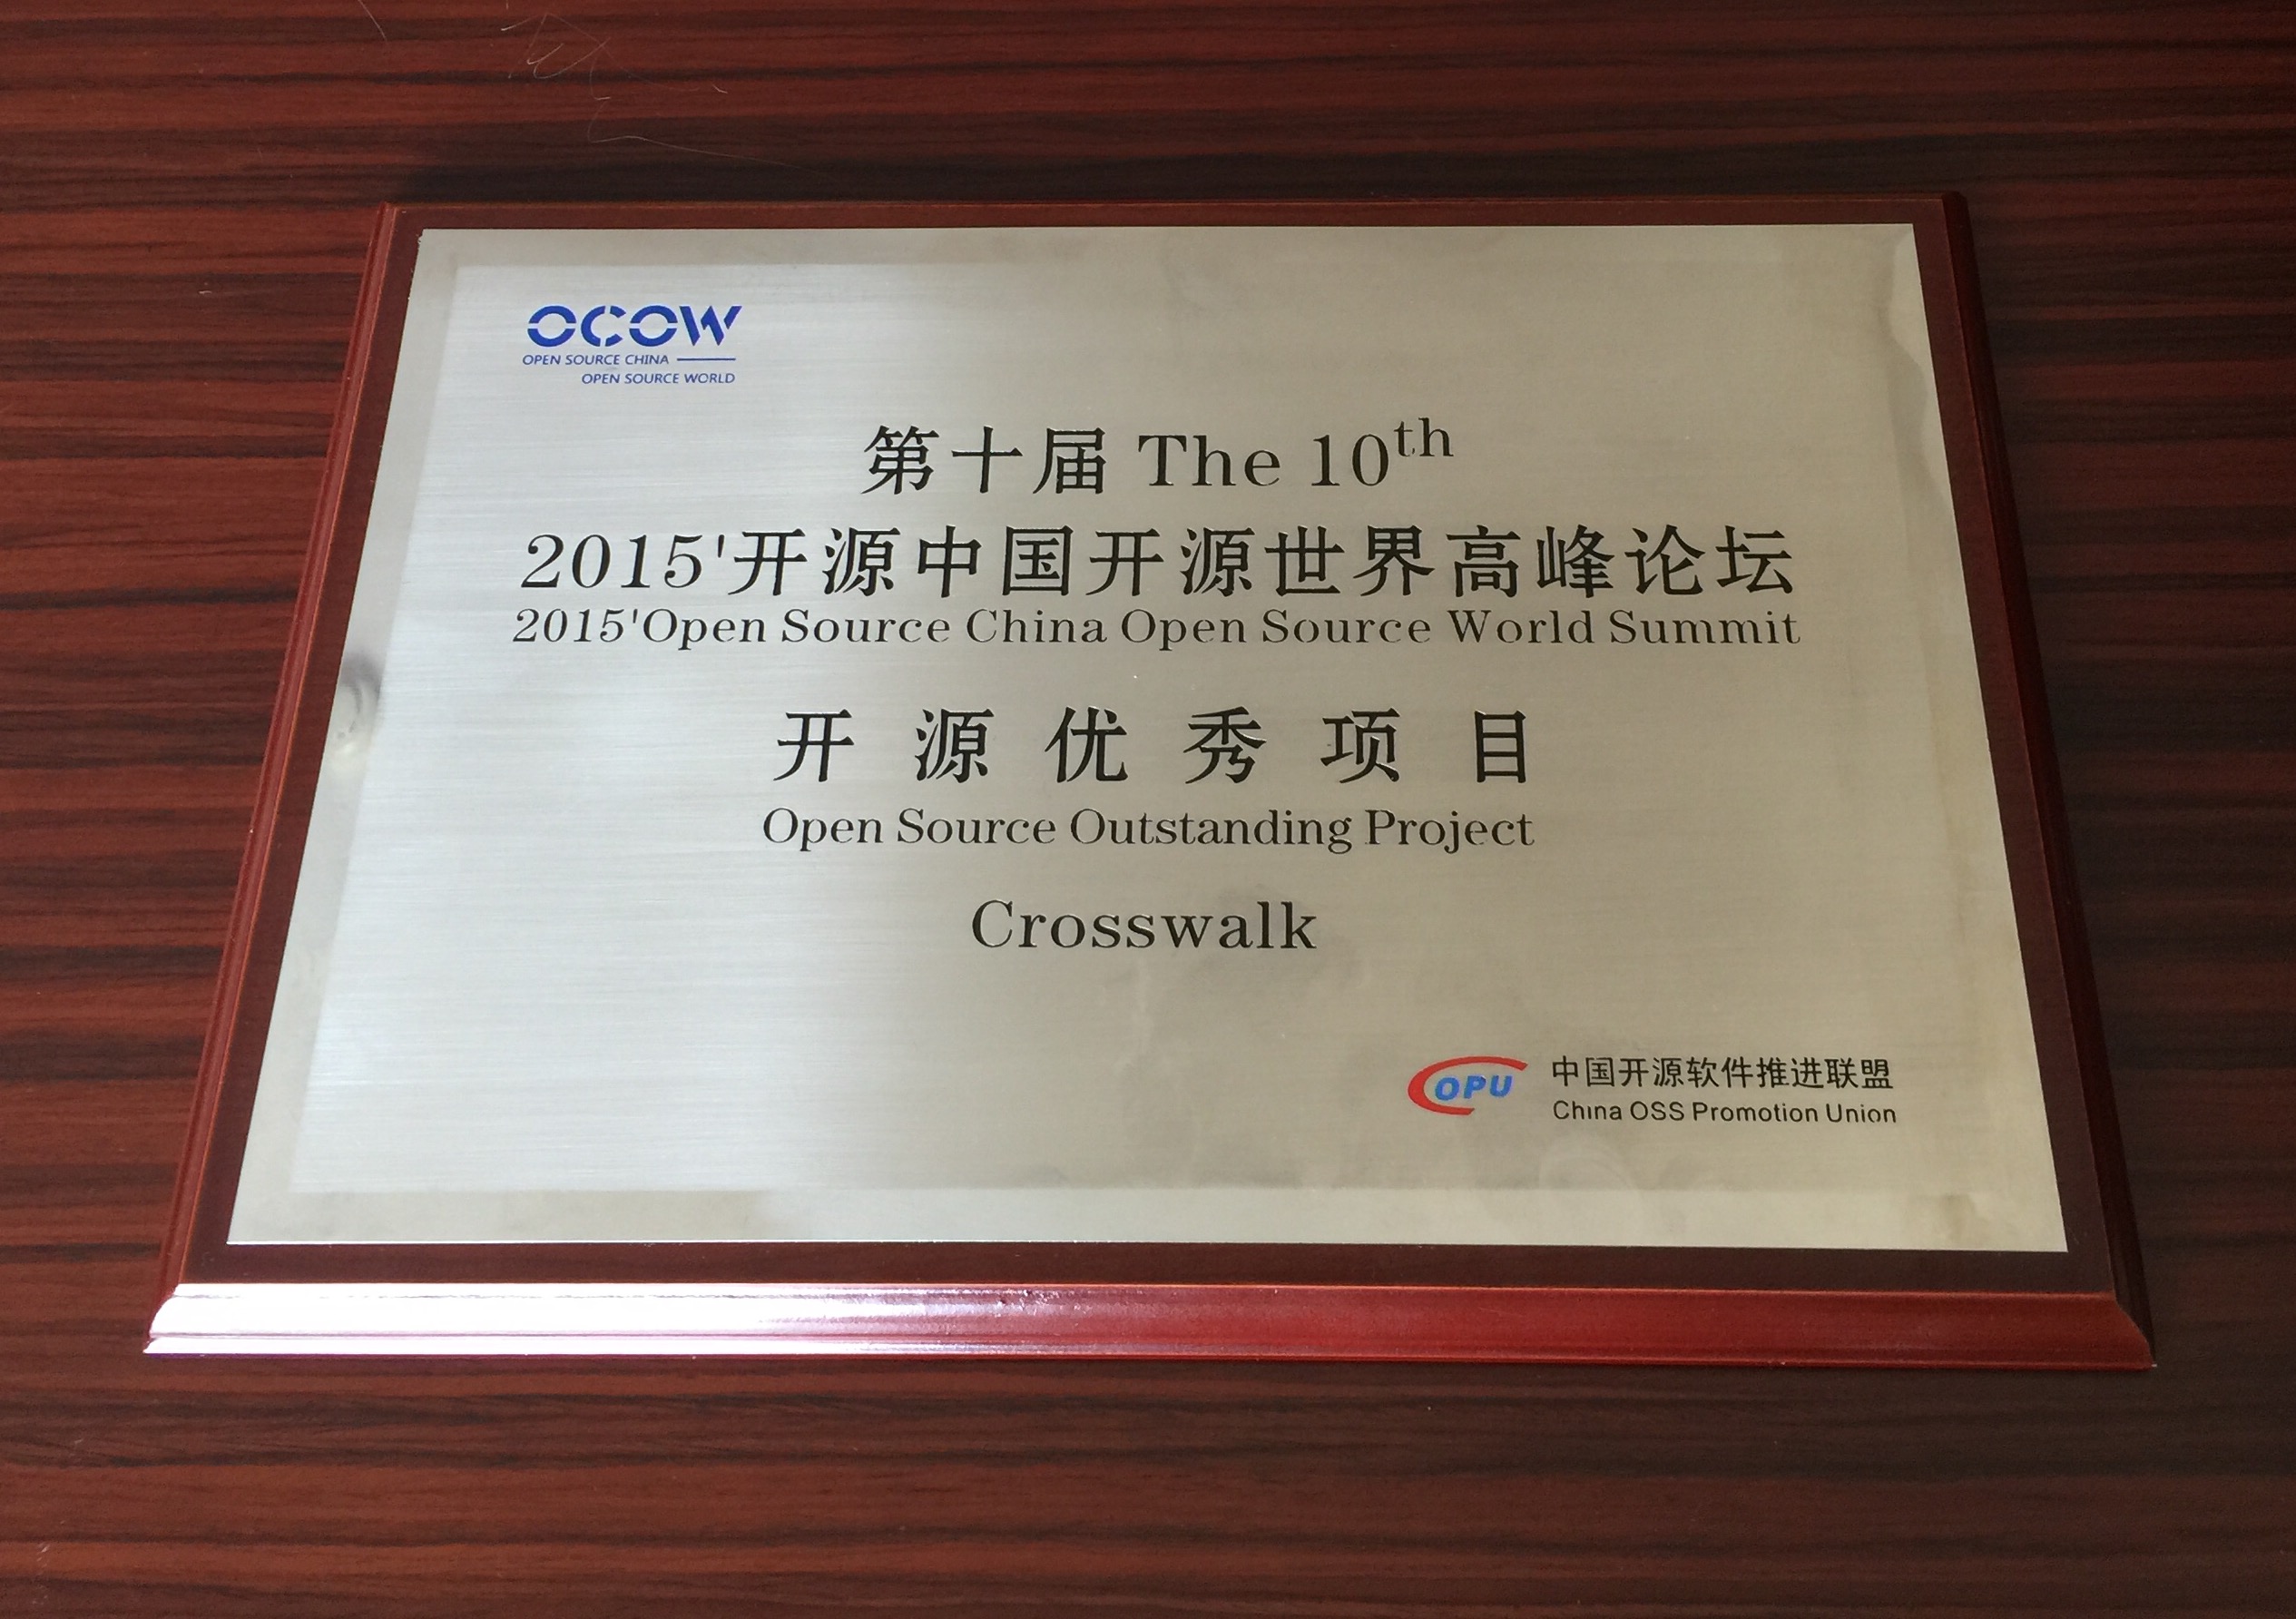 OCOW
OPEN SOURCE CHINA
OPEN SOURCE WORLD
第十届 The 10th
2015'开源中国开源世界高峰论坛
2015'Open Source China Open Source World Summit
开源优秀项目
Open Source Outstanding Project
Crosswalk
COPU 中国开源软件推进联盟
China OSS Promotion Union